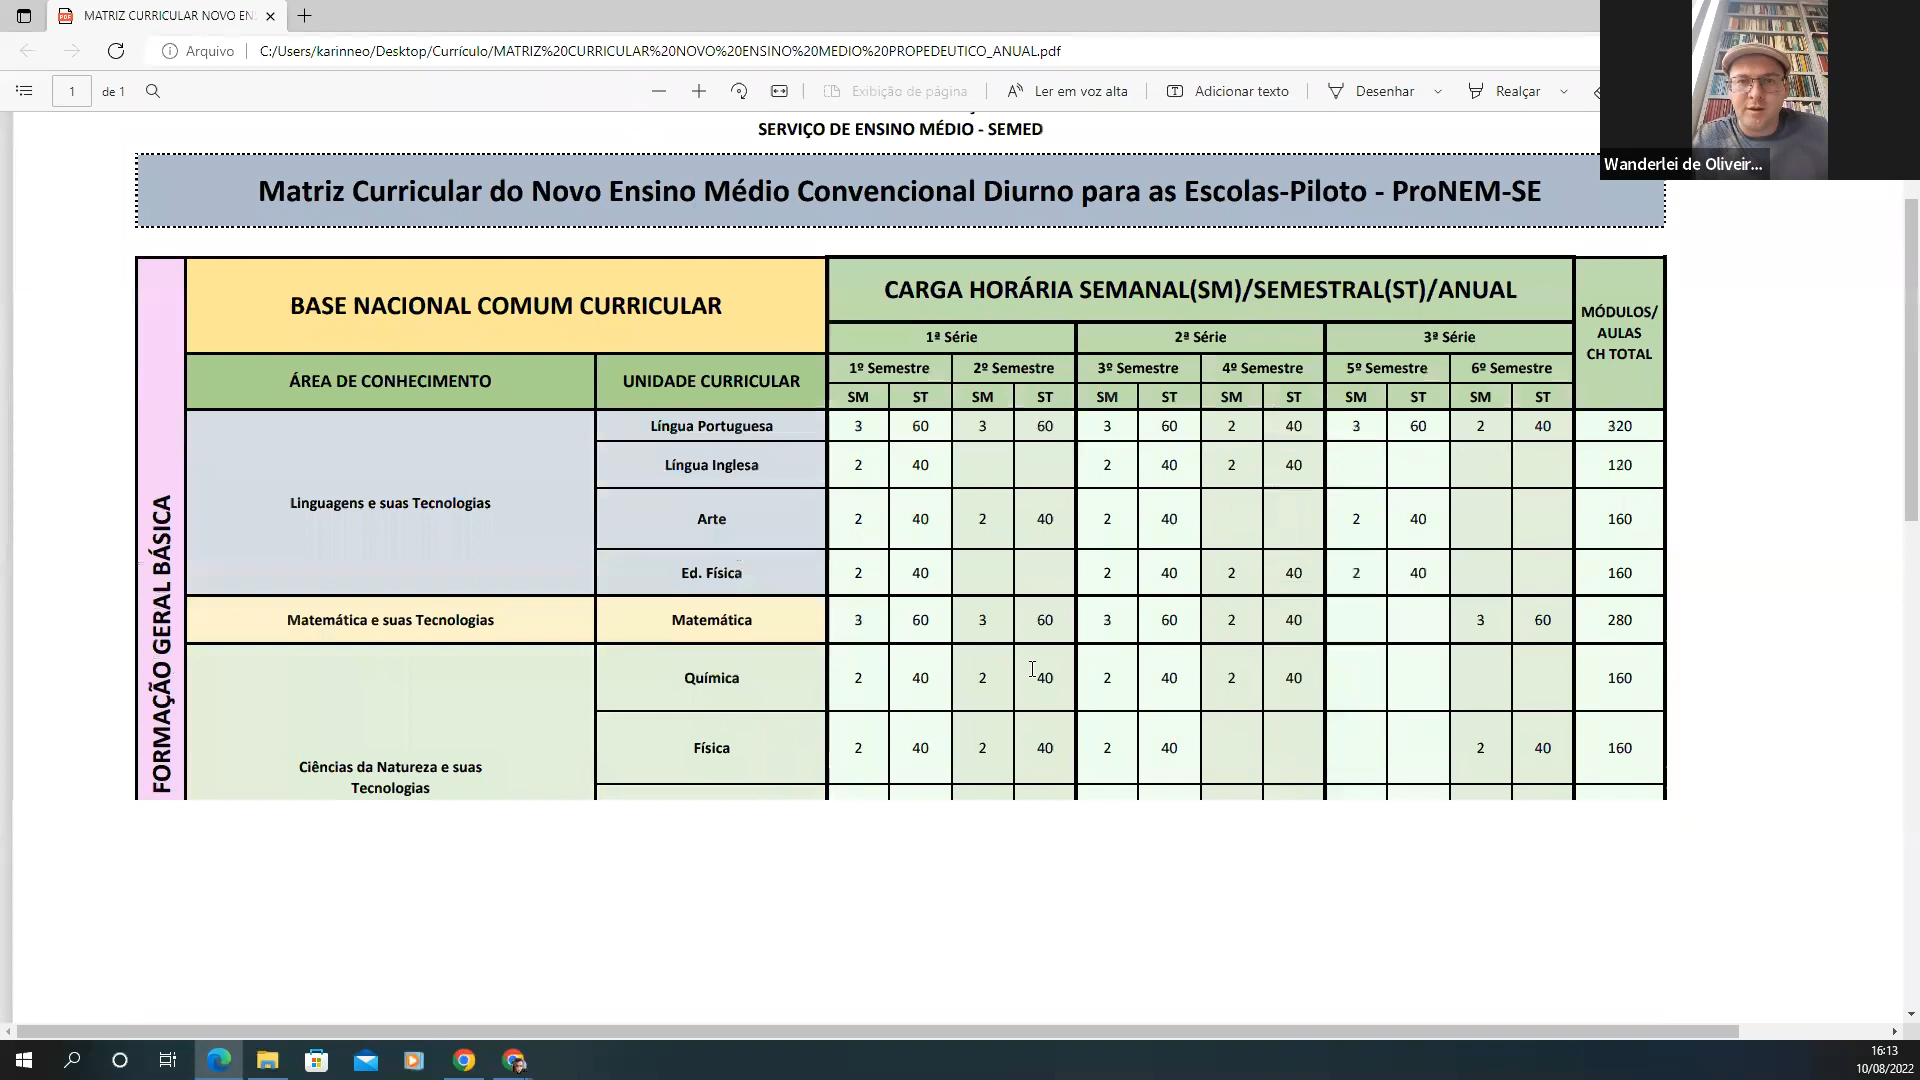 MATRIZ CURRICULAR NOVO EN
Arquivo
C:/Users/karinneo/Desktop/Currículo/MATRIZ%20CURRICULAR%20NOVO%20ENSINO%20MEDIO%20PROPEDEUTICO_ANUAL.pdf
1 de 1 Exibição de página Ler em voz alta Adicionar texto Desenhar Realçar
Wanderlei de Oliveir...
SERVIÇO DE ENSINO MÉDIO - SEMED
Matriz Curricular do Novo Ensino Médio Convencional Diurno para as Escolas-Piloto - ProNEM-SE
FORMAÇÃO GERAL BÁSICA
BASE NACIONAL COMUM CURRICULAR
CARGA HORÁRIA SEMANAL(SM)/SEMESTRAL(ST)/ANUAL
MÓDULOS/
AULAS
CH TOTAL
1ª Série 2ª Série 3ª Série
ÁREA DE CONHECIMENTO UNIDADE CURRICULAR
1º Semestre 2º Semestre 3º Semestre 4º Semestre 5º Semestre 6º Semestre
SM ST SM ST SM ST SM ST SM ST SM ST
Linguagens e suas Tecnologias
Língua Portuguesa 3 60 3 60 3 60 2 40 3 60 2 40 320
Língua Inglesa 2 40 2 40 2 40 120
Arte 2 40 2 40 2 40 2 40 160
Ed. Física 2 40 2 40 2 40 2 40 160
Matemática e suas Tecnologias Matemática 3 60 3 60 3 60 2 40 3 60 280
Ciências da Natureza e suas
Tecnologias
Química 2 40 2 40 2 40 2 40 160
Física 2 40 2 40 2 40 2 40 160
16:13
10/08/2022